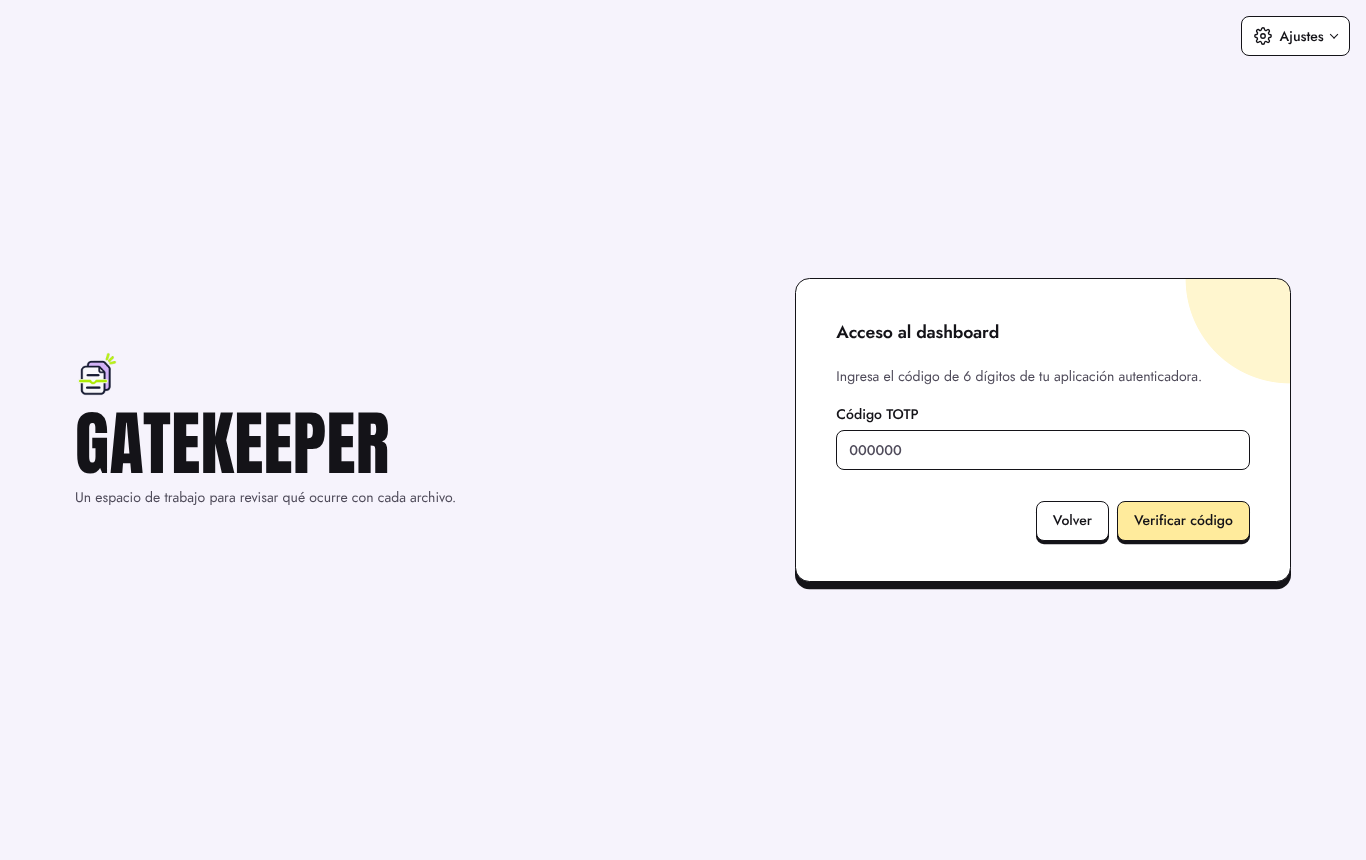 Ajustes
GATEKEEPER
Un espacio de trabajo para revisar qué ocurre con cada archivo.
Acceso al dashboard
Ingresa el código de 6 dígitos de tu aplicación autenticadora.
Código TOTP
000000
Volver
Verificar código